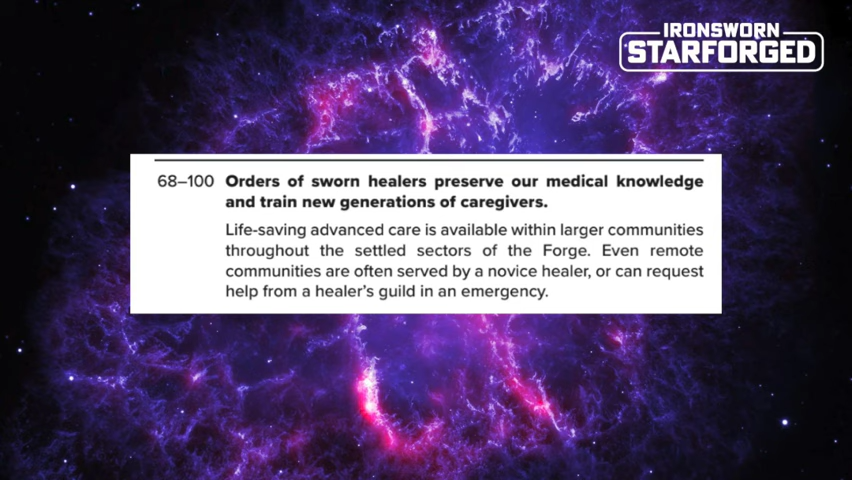 IRONSWORN
STARFORGED
68–100 Orders of sworn healers preserve our medical knowledge
and train new generations of caregivers.
Life-saving advanced care is available within larger communities
throughout the settled sectors of the Forge. Even remote
communities are often served by a novice healer, or can request
help from a healer’s guild in an emergency.